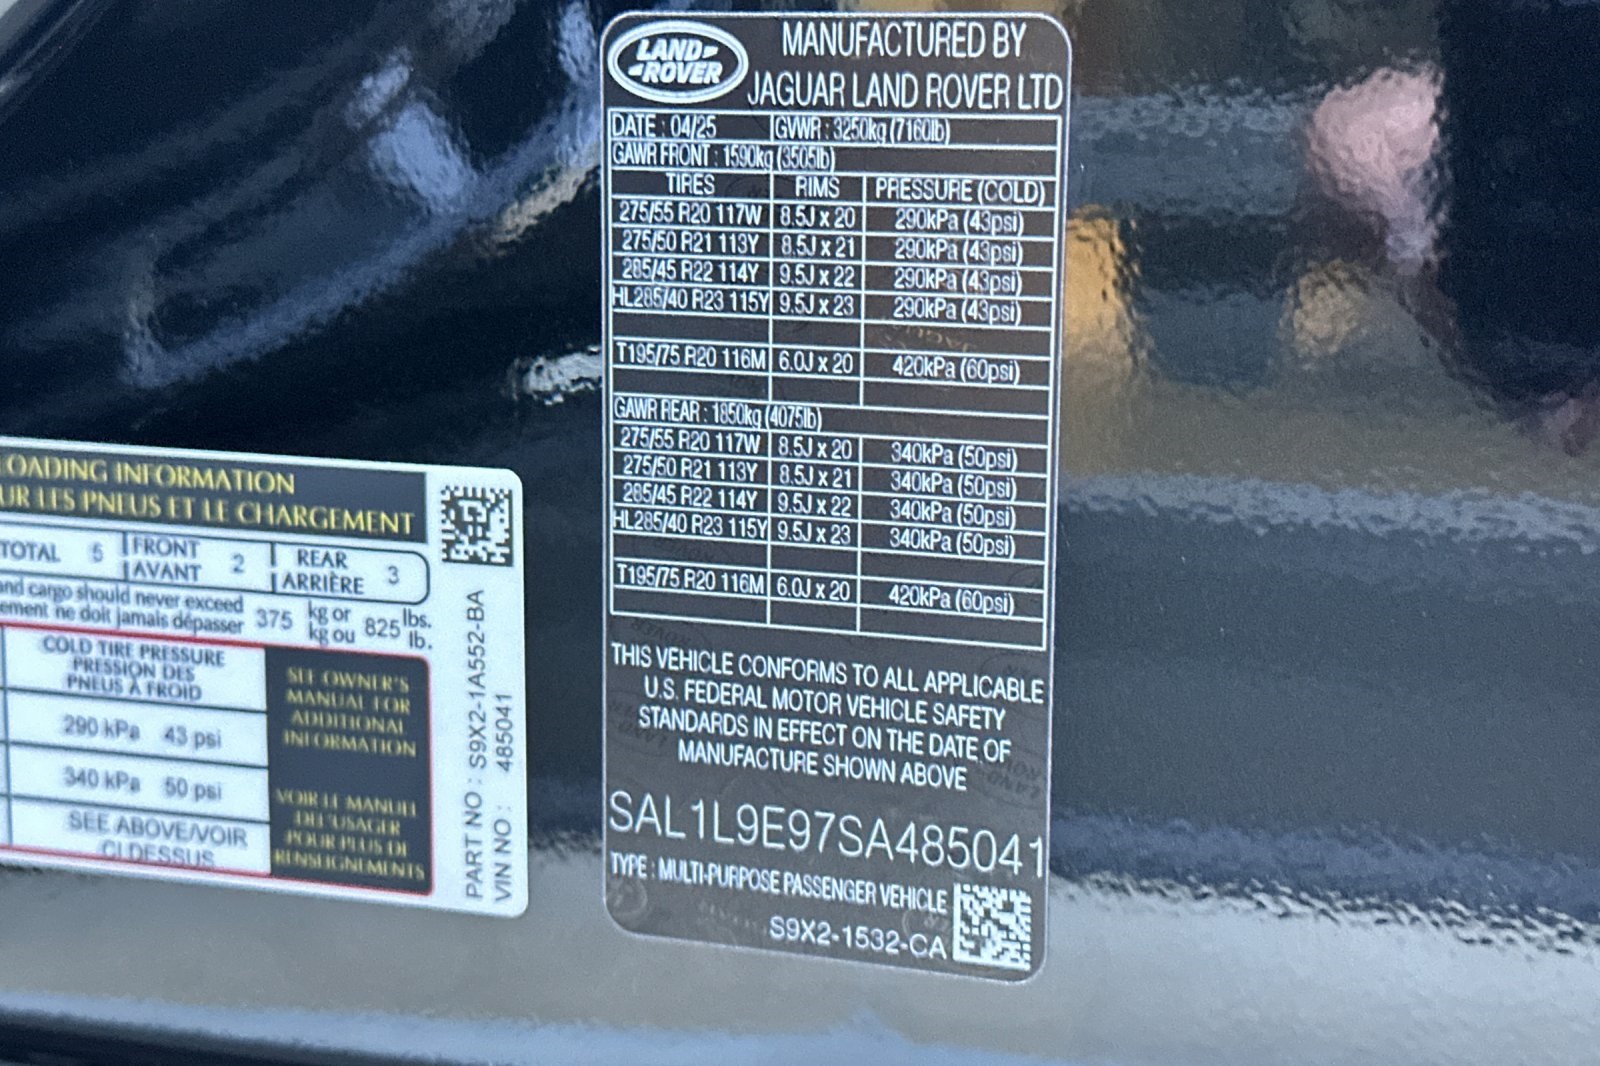 LOADING INFORMATION
UR LES PNEUS ET LE CHARGEMENT
TOTAL 5 FRONT AVANT 2 REAR ARRIÈRE 3
and cargo should never exceed
ement ne doit jamais dépasser
375 kg or 825 lbs.
kg ou lb.
COLD TIRE PRESSURE
PRESSION DES
PNEUS À FROID
290 kPa 43 psi
340 kPa 50 psi
SEE ABOVE/VOIR
CI DESSUS
SEE OWNER'S
MANUAL FOR
ADDITIONAL
INFORMATION
VOIR LE MANUEL
DE L'USAGER
POUR PLUS DE
RENSEIGNEMENTS
PART NO : S9X2-1A552-BA
VIN NO : 485041
LAND ROVER
MANUFACTURED BY
JAGUAR LAND ROVER LTD
DATE : 04/25 GVWR : 3250kg (7160lb)
GAWR FRONT : 1590kg (3505lb)
TIRES RIMS PRESSURE (COLD)
275/55 R20 117W 8.5J x 20 290kPa (43psi)
275/50 R21 113Y 8.5J x 21 290kPa (43psi)
285/45 R22 114Y 9.5J x 22 290kPa (43psi)
HL285/40 R23 115Y 9.5J x 23 290kPa (43psi)
T195/75 R20 116M 6.0J x 20 420kPa (60psi)
GAWR REAR : 1850kg (4075lb)
275/55 R20 117W 8.5J x 20 340kPa (50psi)
275/50 R21 113Y 8.5J x 21 340kPa (50psi)
285/45 R22 114Y 9.5J x 22 340kPa (50psi)
HL285/40 R23 115Y 9.5J x 23 340kPa (50psi)
T195/75 R20 116M 6.0J x 20 420kPa (60psi)
THIS VEHICLE CONFORMS TO ALL APPLICABLE
U.S. FEDERAL MOTOR VEHICLE SAFETY
STANDARDS IN EFFECT ON THE DATE OF
MANUFACTURE SHOWN ABOVE
SAL1L9E97SA485041
TYPE : MULTI-PURPOSE PASSENGER VEHICLE
S9X2-1532-CA